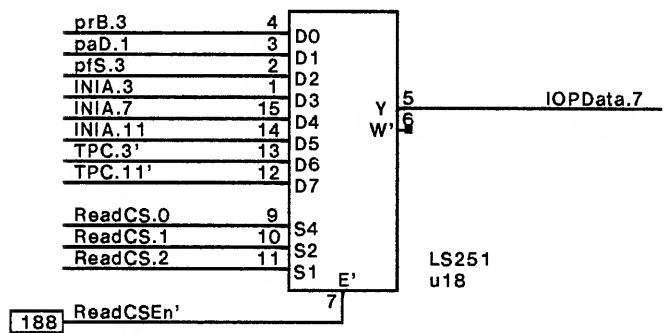 prB.3 4 D0
paD.1 3 D1
pfS.3 2 D2
INIA.3 1 D3
INIA.7 15 D4
INIA.11 14 D5
TPC.3' 13 D6
TPC.11' 12 D7
Y 5 IOPData.7
W' 6
ReadCS.0 9 S4
ReadCS.1 10 S2
ReadCS.2 11 S1
E'
7
LS251
u18
188 ReadCSEn'